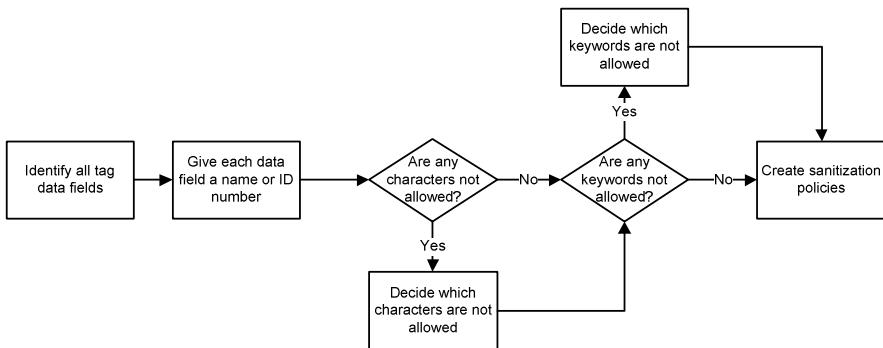 Identify all tag
data fields
Give each data
field a name or ID
number
Are any
characters not
allowed?
No
Yes
Decide which
characters are not
allowed
Are any
keywords not
allowed?
Yes
No
Decide which
keywords are not
allowed
Create sanitization
policies